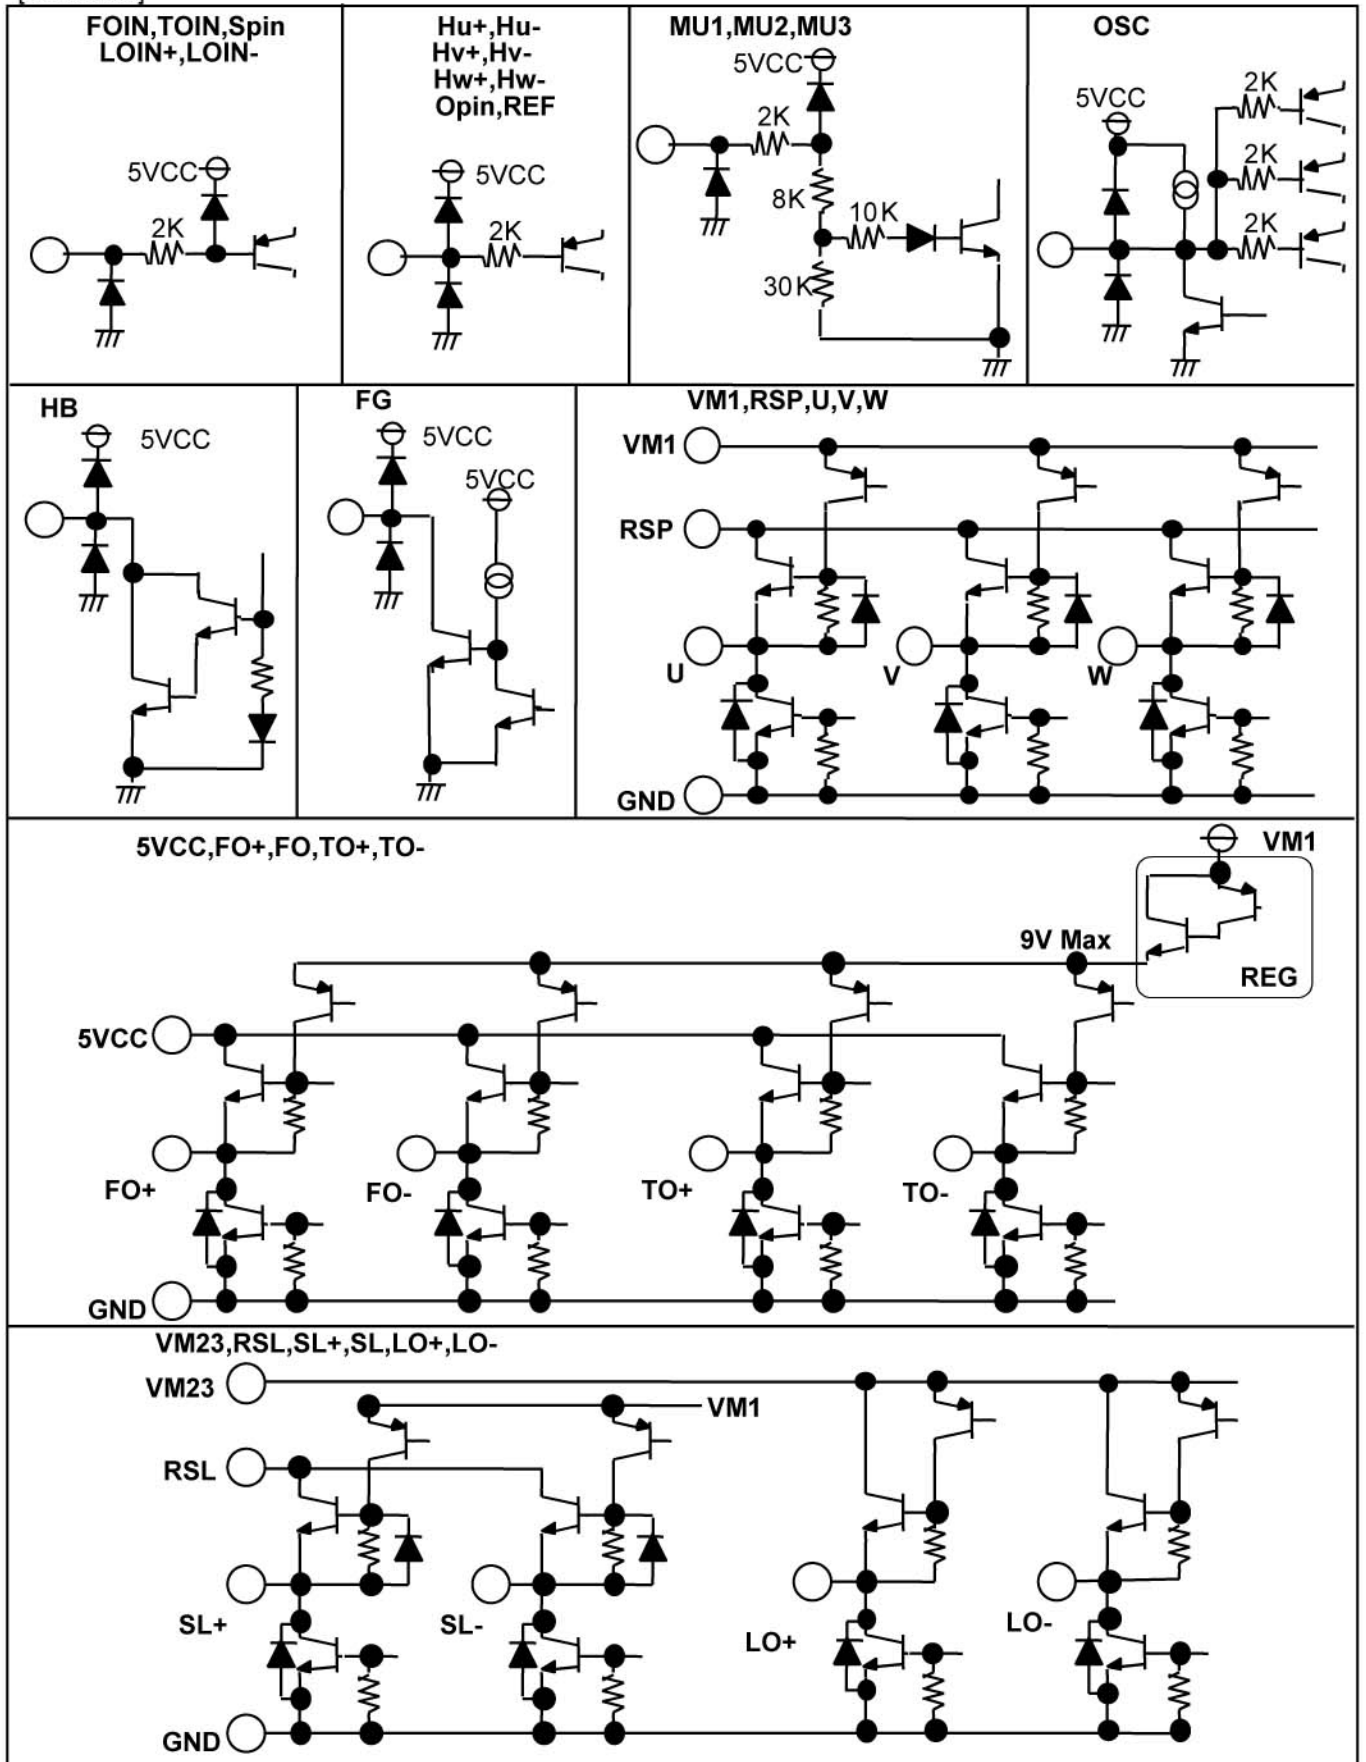 FOIN,TOIN,Spin
LOIN+,LOIN-
5VCC
2K
Hu+,Hu-
Hv+,Hv-
Hw+,Hw-
Opin,REF
5VCC
2K
MU1,MU2,MU3
5VCC
2K
8K
10K
30K
OSC
5VCC
2K
2K
2K
HB
5VCC
FG
5VCC
5VCC
VM1,RSP,U,V,W
VM1
RSP
U
V
W
GND
5VCC,FO+,FO,TO+,TO-
VM1
9V Max
REG
5VCC
FO+
FO-
TO+
TO-
GND
VM23,RSL,SL+,SL,LO+,LO-
VM23
VM1
RSL
SL+
SL-
LO+
LO-
GND